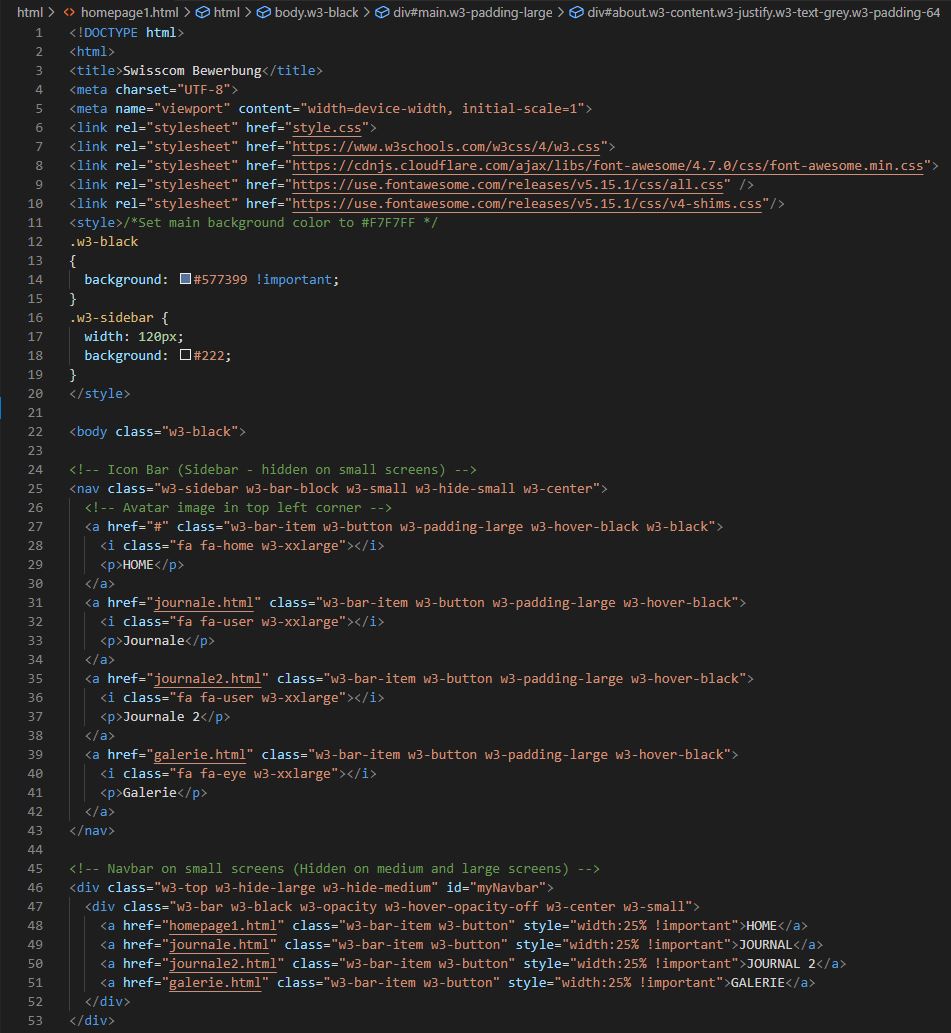 html > homepage1.html > html > body.w3-black > div#main.w3-padding-large > div#about.w3-content.w3-justify.w3-text-grey.w3-padding-64
1 <!DOCTYPE html>
2 <html>
3 <title>Swisscom Bewerbung</title>
4 <meta charset="UTF-8">
5 <meta name="viewport" content="width=device-width, initial-scale=1">
6 <link rel="stylesheet" href="style.css">
7 <link rel="stylesheet" href="https://www.w3schools.com/w3css/4/w3.css">
8 <link rel="stylesheet" href="https://cdnjs.cloudflare.com/ajax/libs/font-awesome/4.7.0/css/font-awesome.min.css">
9 <link rel="stylesheet" href="https://use.fontawesome.com/releases/v5.15.1/css/all.css" />
10 <link rel="stylesheet" href="https://use.fontawesome.com/releases/v5.15.1/css/v4-shims.css"/>
11 <style>/*Set main background color to #F7F7FF */
12 .w3-black
13 {
14   background: #577399 !important;
15 }
16 .w3-sidebar {
17   width: 120px;
18   background: #222;
19 }
20 </style>
21
22 <body class="w3-black">
23
24 <!-- Icon Bar (Sidebar - hidden on small screens) -->
25 <nav class="w3-sidebar w3-bar-block w3-small w3-hide-small w3-center">
26   <!-- Avatar image in top left corner -->
27   <a href="#" class="w3-bar-item w3-button w3-padding-large w3-hover-black w3-black">
28     <i class="fa fa-home w3-xxlarge"></i>
29     <p>HOME</p>
30   </a>
31   <a href="journale.html" class="w3-bar-item w3-button w3-padding-large w3-hover-black">
32     <i class="fa fa-user w3-xxlarge"></i>
33     <p>Journale</p>
34   </a>
35   <a href="journale2.html" class="w3-bar-item w3-button w3-padding-large w3-hover-black">
36     <i class="fa fa-user w3-xxlarge"></i>
37     <p>Journale 2</p>
38   </a>
39   <a href="galerie.html" class="w3-bar-item w3-button w3-padding-large w3-hover-black">
40     <i class="fa fa-eye w3-xxlarge"></i>
41     <p>Galerie</p>
42   </a>
43 </nav>
44
45 <!-- Navbar on small screens (Hidden on medium and large screens) -->
46 <div class="w3-top w3-hide-large w3-hide-medium" id="myNavbar">
47   <div class="w3-bar w3-black w3-opacity w3-hover-opacity-off w3-center w3-small">
48     <a href="homepage1.html" class="w3-bar-item w3-button" style="width:25% !important">HOME</a>
49     <a href="journale.html" class="w3-bar-item w3-button" style="width:25% !important">JOURNAL</a>
50     <a href="journale2.html" class="w3-bar-item w3-button" style="width:25% !important">JOURNAL 2</a>
51     <a href="galerie.html" class="w3-bar-item w3-button" style="width:25% !important">GALERIE</a>
52   </div>
53 </div>